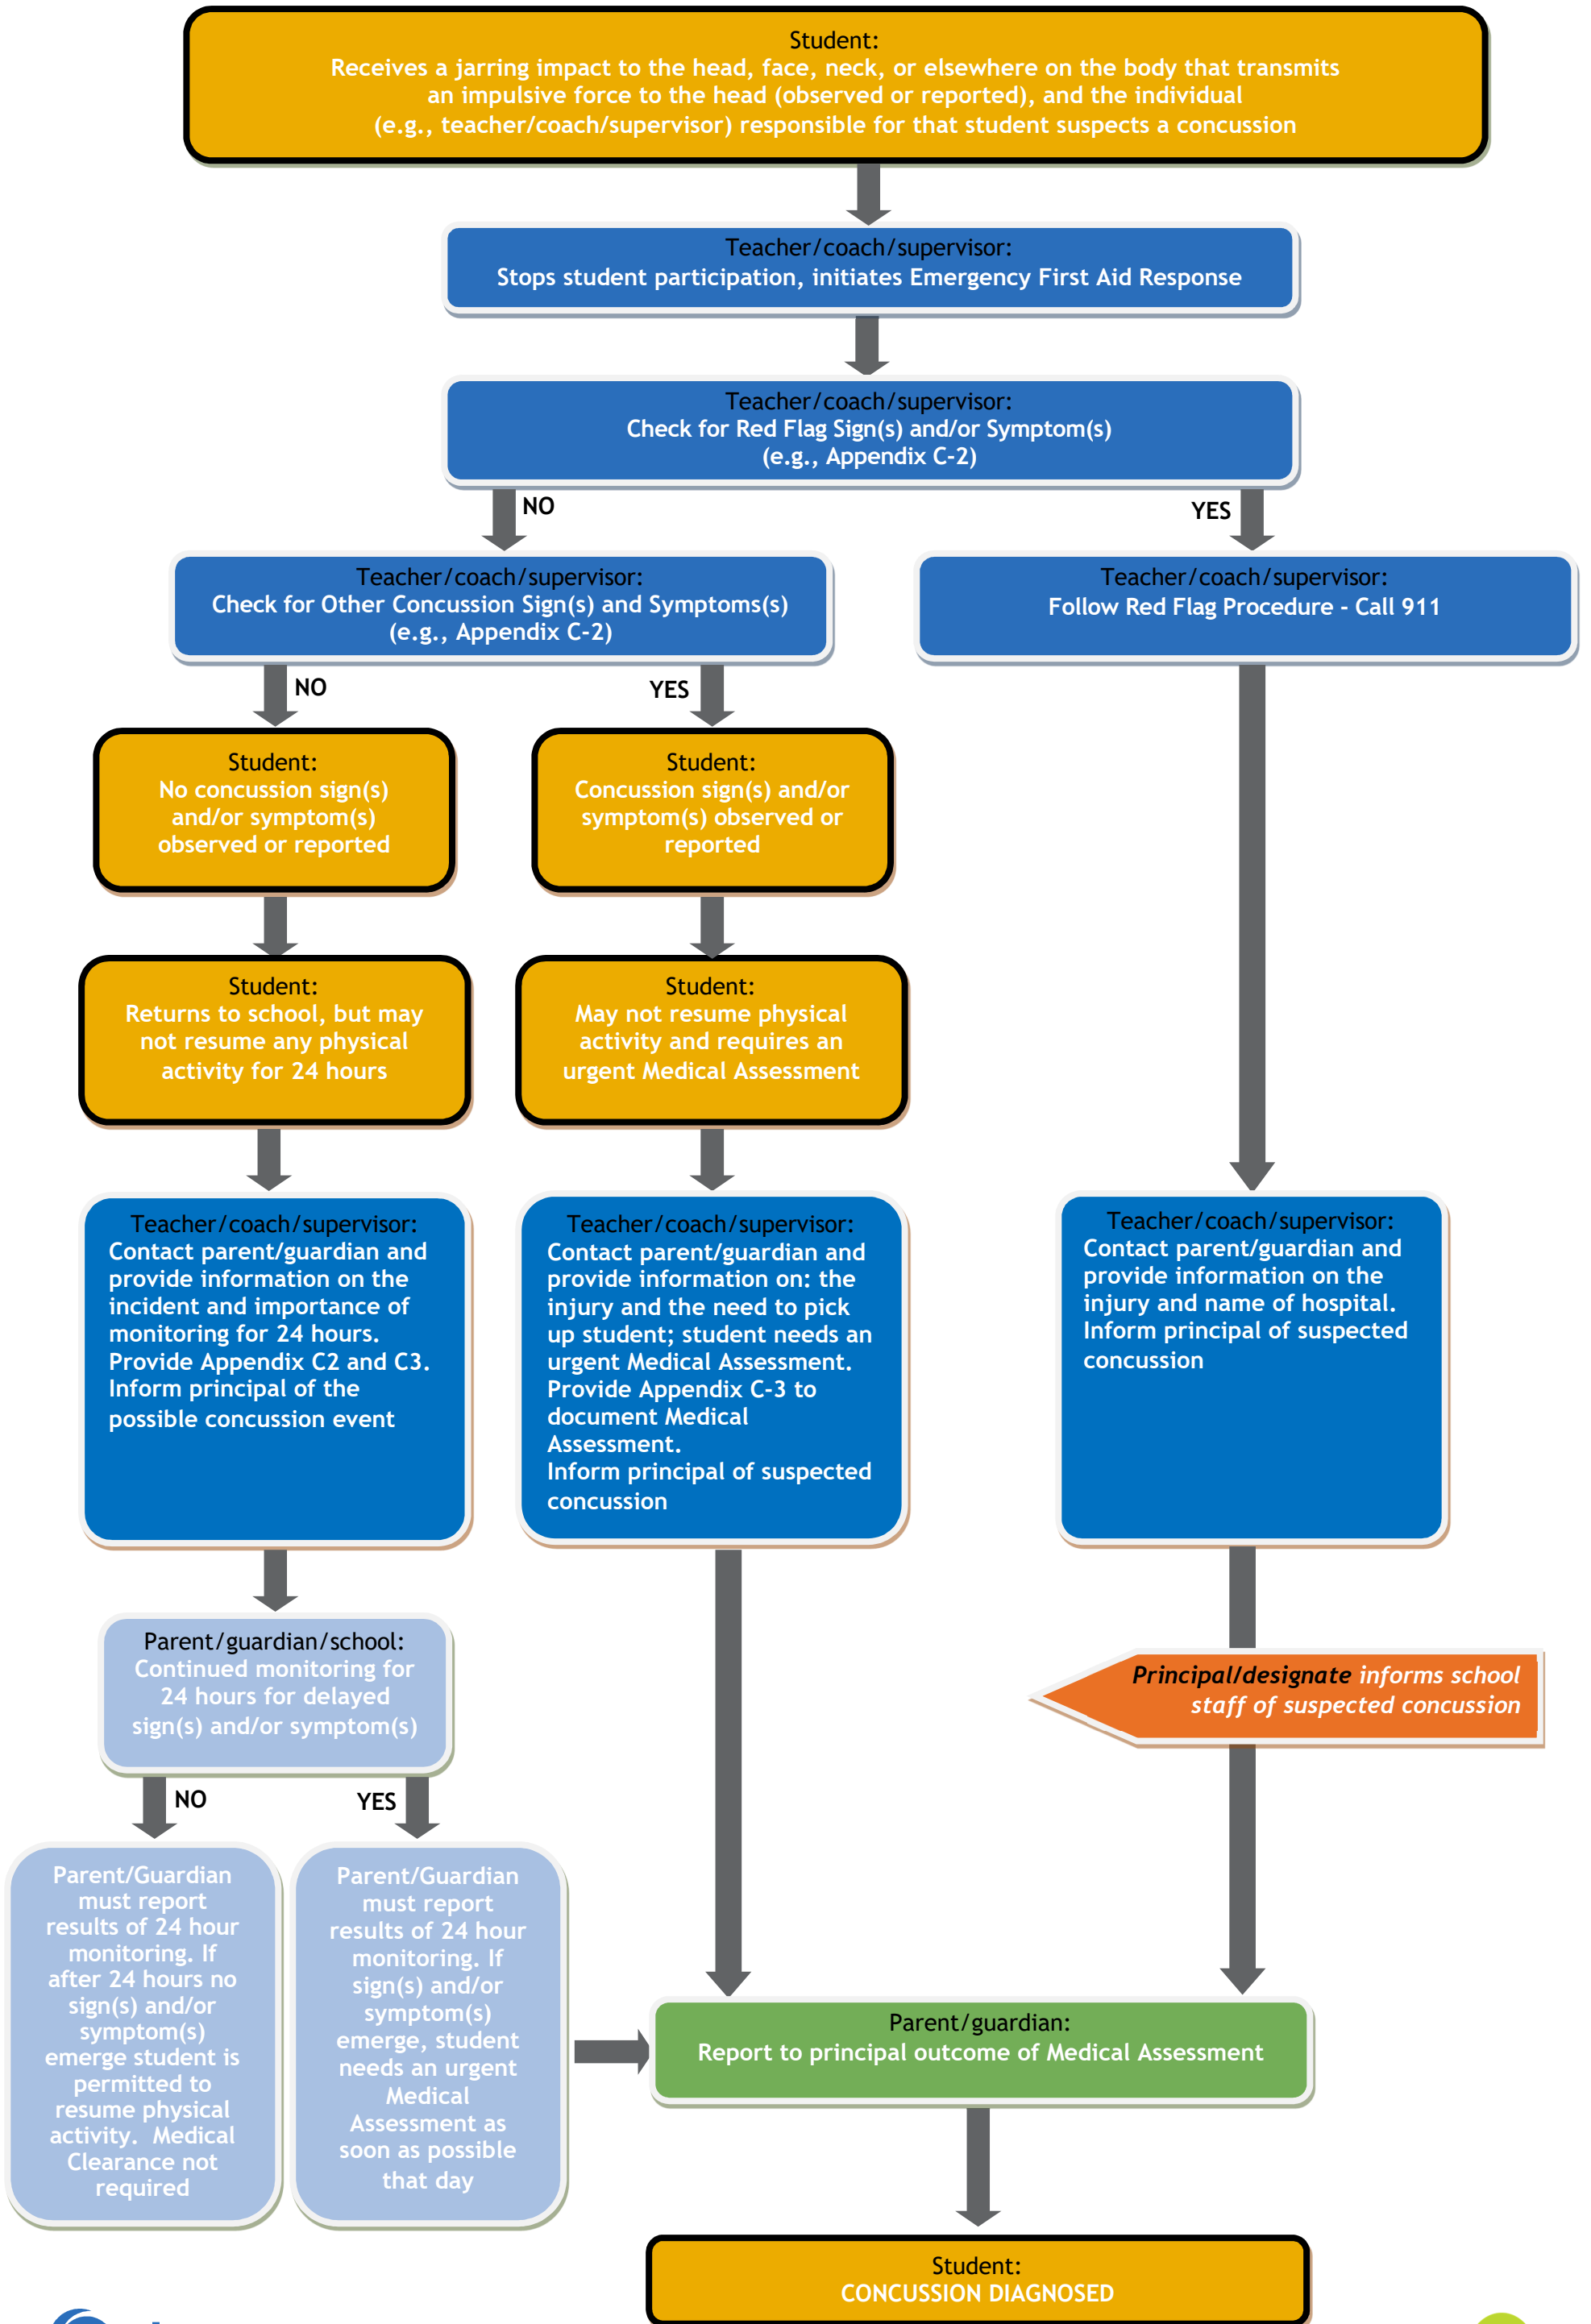 Student:
Receives a jarring impact to the head, face, neck, or elsewhere on the body that transmits
an impulsive force to the head (observed or reported), and the individual
(e.g., teacher/coach/supervisor) responsible for that student suspects a concussion
Teacher/coach/supervisor:
Stops student participation, initiates Emergency First Aid Response
Teacher/coach/supervisor:
Check for Red Flag Sign(s) and/or Symptom(s)
(e.g., Appendix C-2)
NO
YES
Teacher/coach/supervisor:
Check for Other Concussion Sign(s) and Symptoms(s)
(e.g., Appendix C-2)
Teacher/coach/supervisor:
Follow Red Flag Procedure - Call 911
NO
YES
Student:
No concussion sign(s)
and/or symptom(s)
observed or reported
Student:
Concussion sign(s) and/or
symptom(s) observed or
reported
Student:
Returns to school, but may
not resume any physical
activity for 24 hours
Student:
May not resume physical
activity and requires an
urgent Medical Assessment
Teacher/coach/supervisor:
Contact parent/guardian and
provide information on the
incident and importance of
monitoring for 24 hours.
Provide Appendix C2 and C3.
Inform principal of the
possible concussion event
Teacher/coach/supervisor:
Contact parent/guardian and
provide information on: the
injury and the need to pick
up student; student needs an
urgent Medical Assessment.
Provide Appendix C-3 to
document Medical
Assessment.
Inform principal of suspected
concussion
Teacher/coach/supervisor:
Contact parent/guardian and
provide information on the
injury and name of hospital.
Inform principal of suspected
concussion
Parent/guardian/school:
Continued monitoring for
24 hours for delayed
sign(s) and/or symptom(s)
Principal/designate informs school
staff of suspected concussion
NO
YES
Parent/Guardian
must report
results of 24 hour
monitoring. If
after 24 hours no
sign(s) and/or
symptom(s)
emerge student is
permitted to
resume physical
activity. Medical
Clearance not
required
Parent/Guardian
must report
results of 24 hour
monitoring. If
sign(s) and/or
symptom(s)
emerge, student
needs an urgent
Medical
Assessment as
soon as possible
that day
Parent/guardian:
Report to principal outcome of Medical Assessment
Student:
CONCUSSION DIAGNOSED